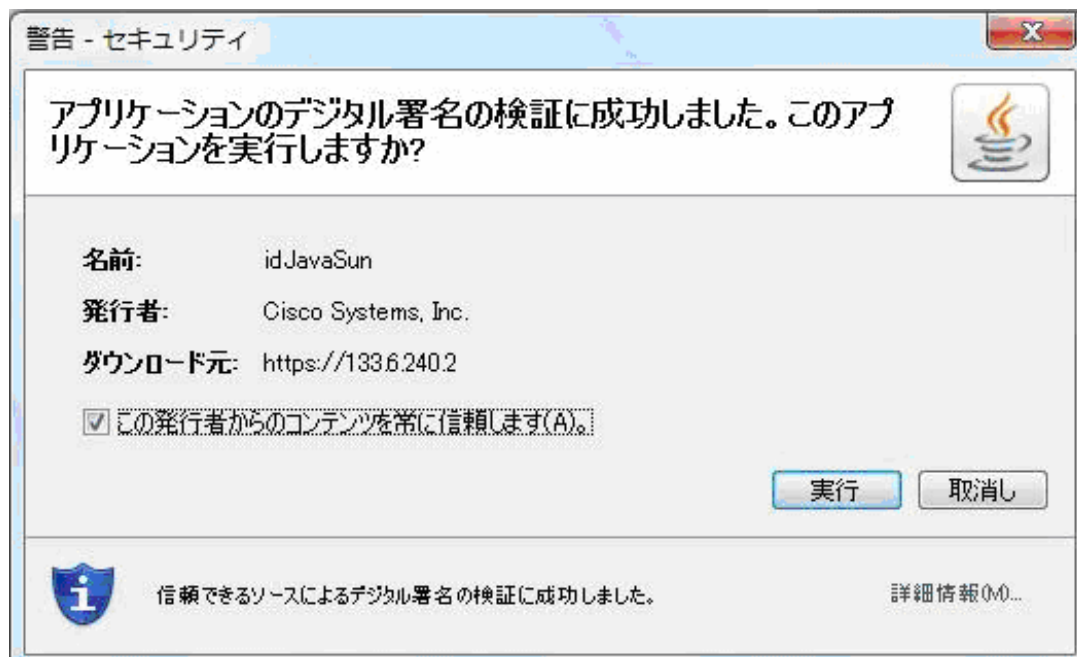 警告 - セキュリティ
アプリケーションのデジタル署名の検証に成功しました。このアプ
リケーションを実行しますか?
名前: idJavaSun
発行者: Cisco Systems, Inc.
ダウンロード元: https://133.6.240.2
この発行者からのコンテンツを常に信頼します(A)。
実行 取消し
信頼できるソースによるデジタル署名の検証に成功しました。 詳細情報(M)...